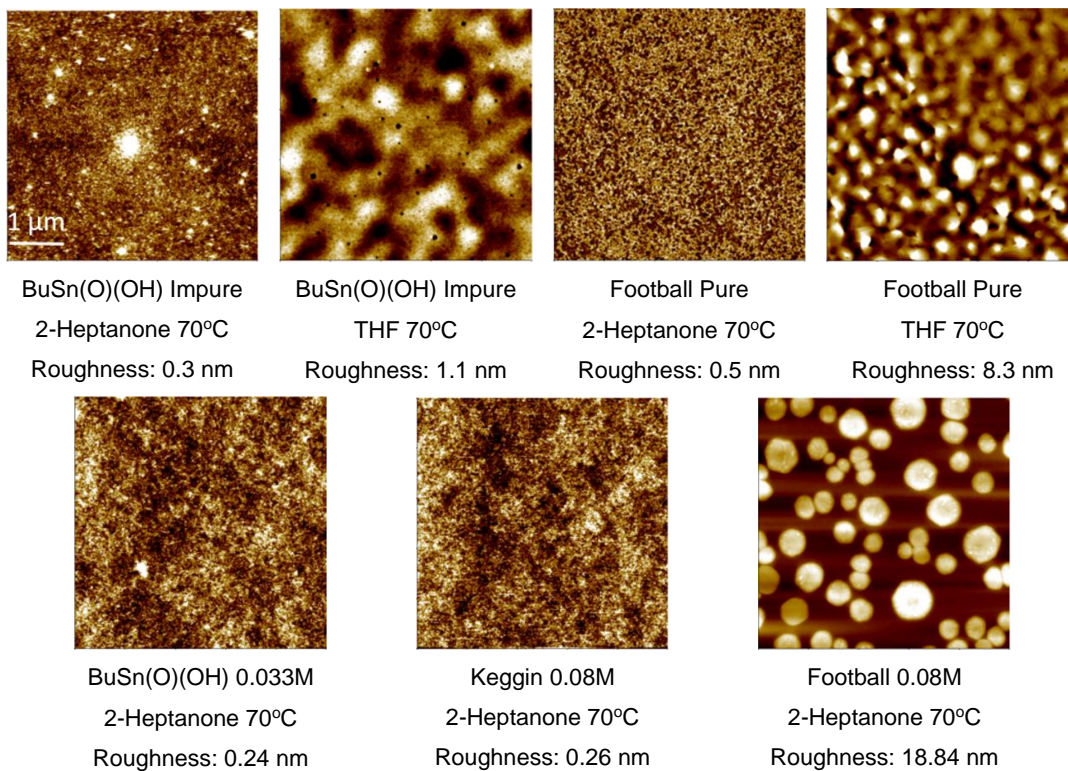 1 µm
BuSn(O)(OH) Impure
2-Heptanone 70°C
Roughness: 0.3 nm
BuSn(O)(OH) Impure
THF 70°C
Roughness: 1.1 nm
Football Pure
2-Heptanone 70°C
Roughness: 0.5 nm
Football Pure
THF 70°C
Roughness: 8.3 nm
BuSn(O)(OH) 0.033M
2-Heptanone 70°C
Roughness: 0.24 nm
Keggin 0.08M
2-Heptanone 70°C
Roughness: 0.26 nm
Football 0.08M
2-Heptanone 70°C
Roughness: 18.84 nm